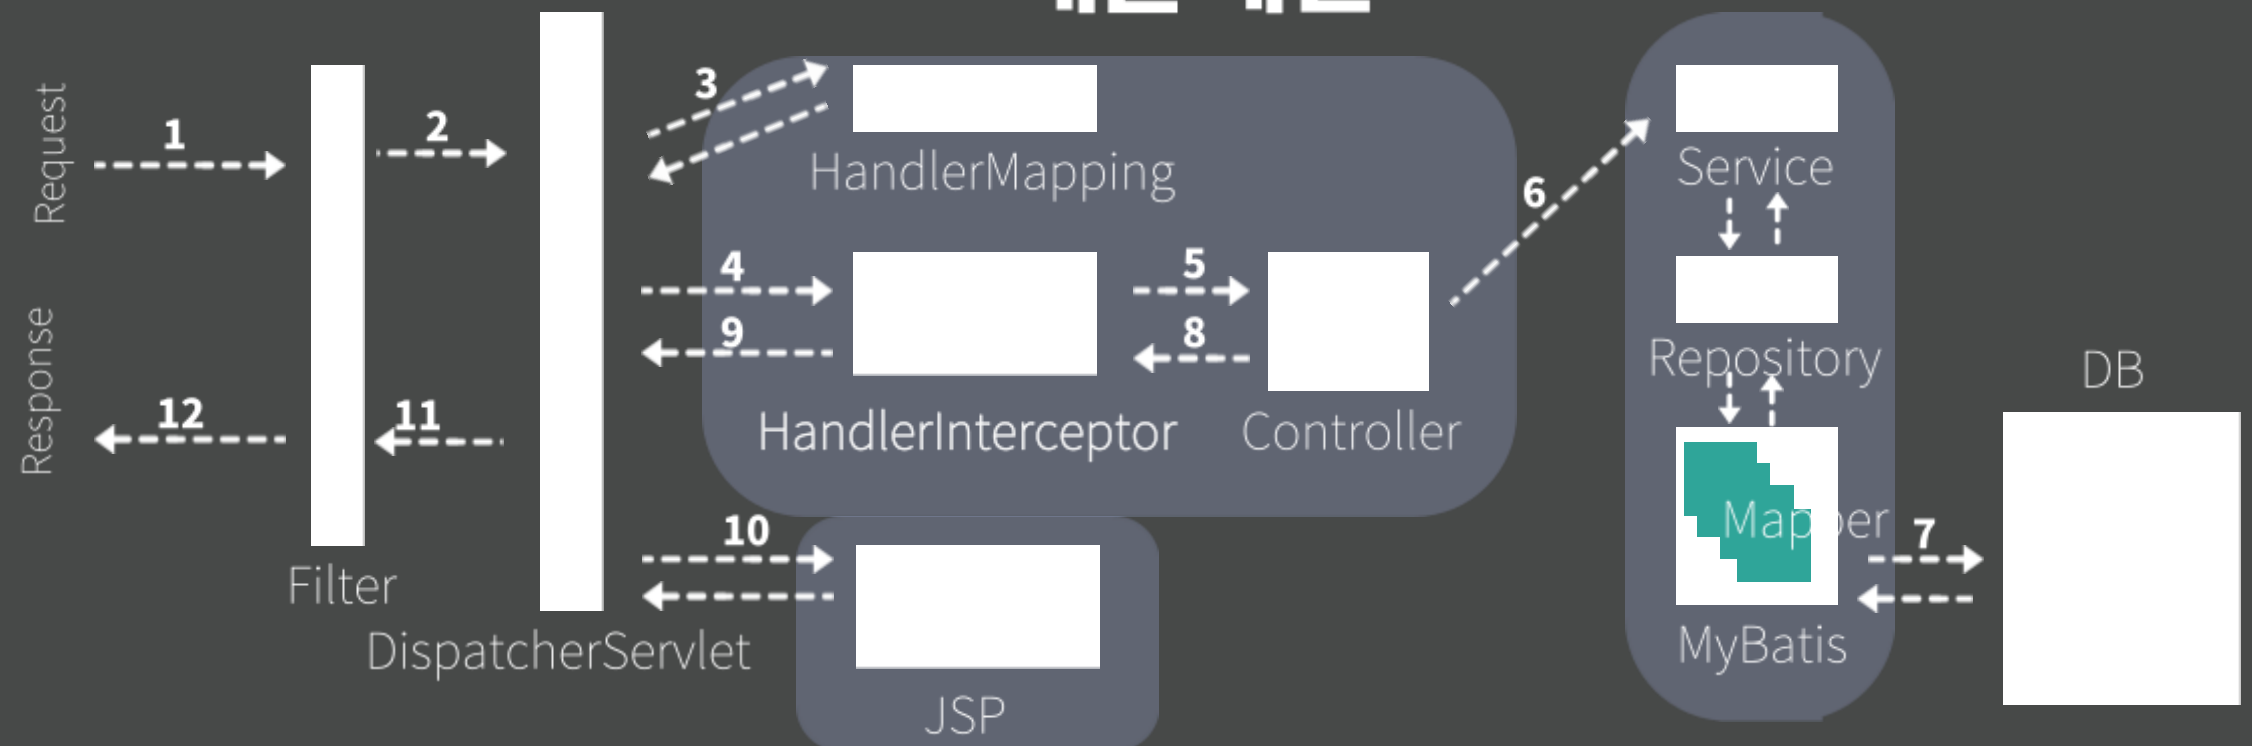 Request
1
2
3
HandlerMapping
4
5
6
9
8
HandlerInterceptor
Controller
Response
12
11
Filter
DispatcherServlet
10
JSP
Service
Repository
Mapper
7
MyBatis
DB